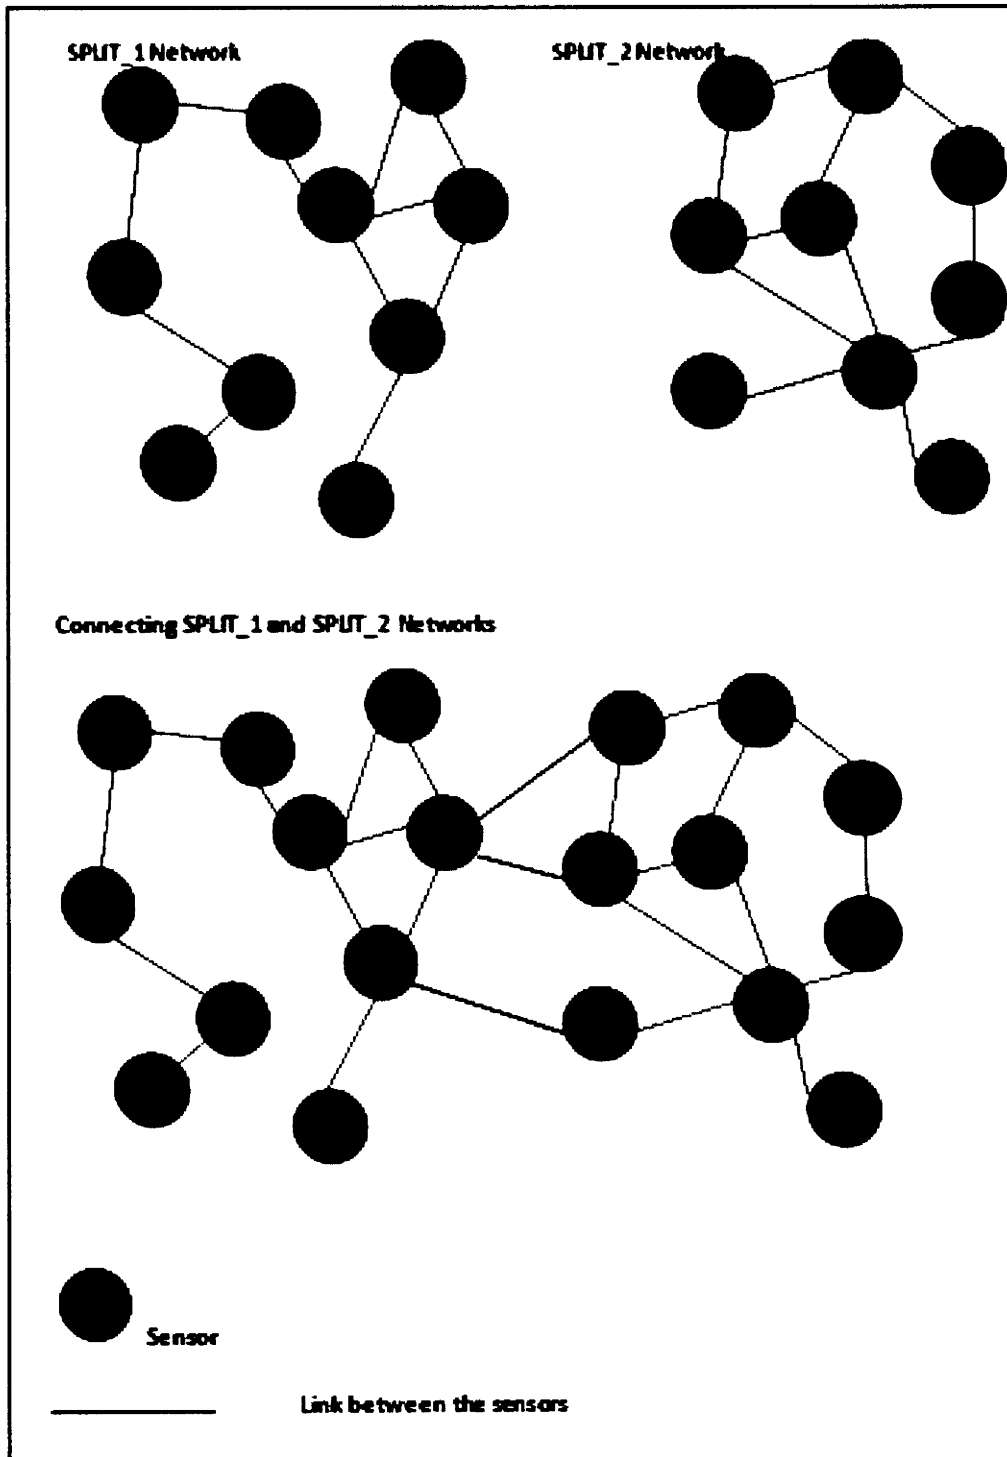 SPLIT_1 Network
SPLIT_2 Network
Connecting SPLIT_1 and SPLIT_2 Networks
Sensor
Link between the sensors